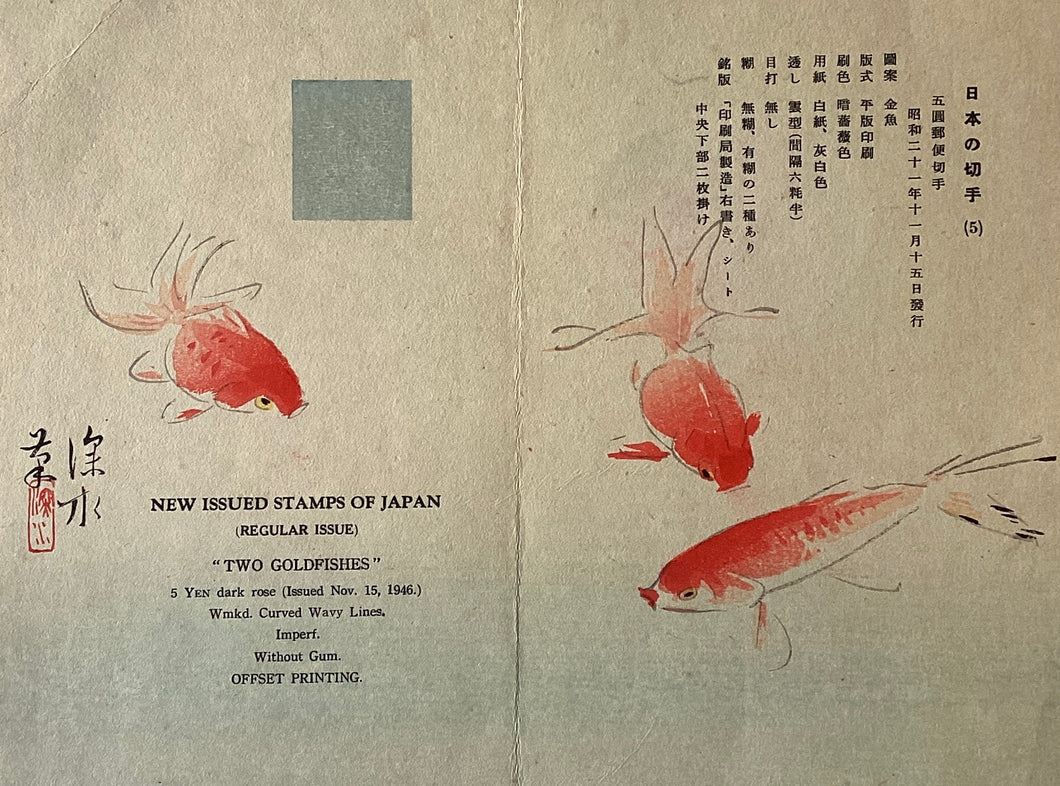 日本の切手 (5)
五圓郵便切手
昭和二十一年十一月十五日發行
圖案 金魚
版式 平版印刷
刷色 暗薔薇色
用紙 白紙、灰白色
透し 雲型(間隔六粍半)
目打 無し
糊 無糊、有糊の二種あり
銘版 「印刷局製造」右書き、シート
中央下部二枚掛け
深水
筆
NEW ISSUED STAMPS OF JAPAN
(REGULAR ISSUE)
"TWO GOLDFISHES"
5 YEN dark rose (Issued Nov. 15, 1946.)
Wmkd. Curved Wavy Lines.
Imperf.
Without Gum.
OFFSET PRINTING.